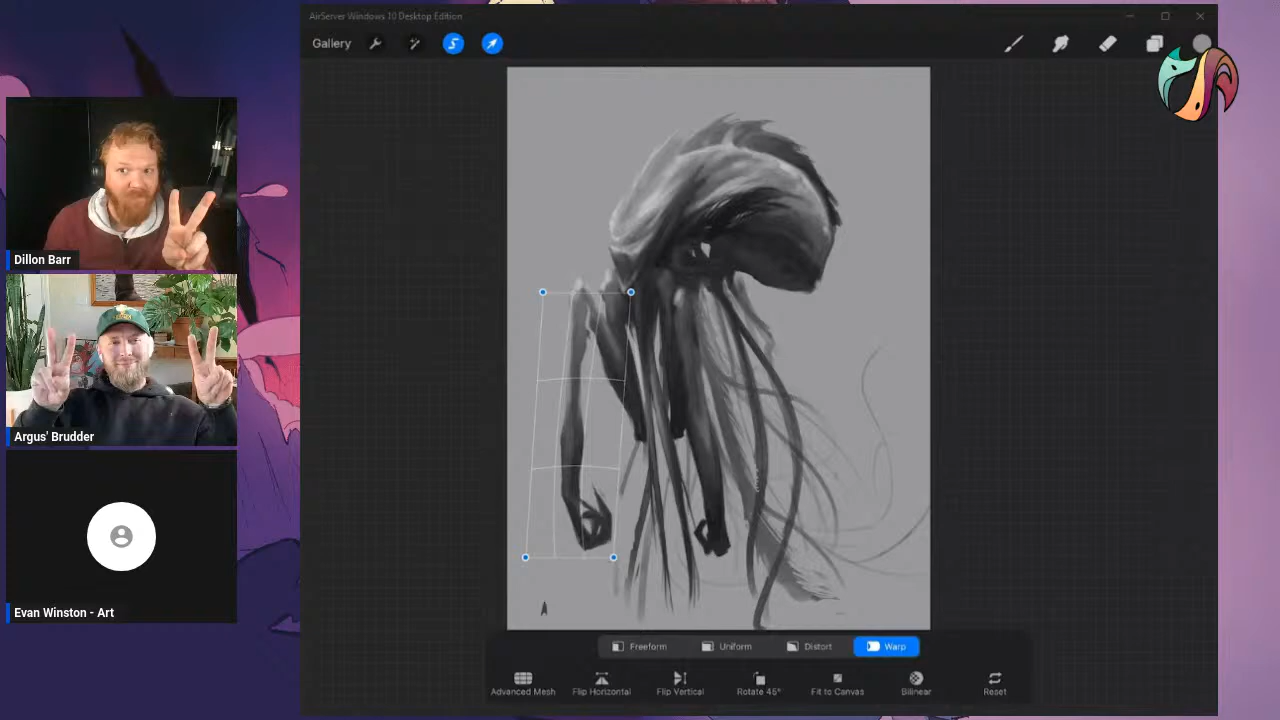 AirServer Windows 10 Desktop Edition
Gallery
Dillon Barr
Argus' Brudder
Evan Winston - Art
Freeform
Uniform
Distort
Warp
Advanced Mesh
Flip Horizontal
Flip Vertical
Rotate 45°
Fit to Canvas
Bilinear
Reset